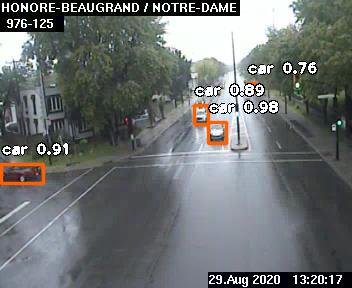 HONORE-BEAUGRAND / NOTRE-DAME
976-125
car 0.76
car 0.89
car 0.98
car 0.91
29.Aug 2020 13:20:17